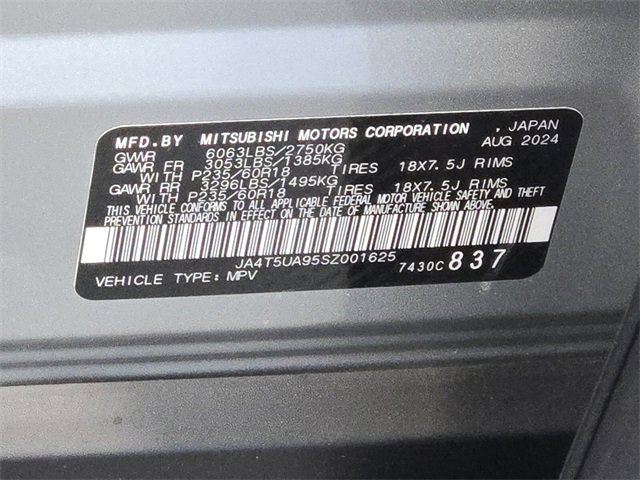 MFD.BY MITSUBISHI MOTORS CORPORATION , JAPAN
GVWR 6063LBS/2750KG AUG 2024
GAWR FR 3053LBS/1385KG
WITH P235/60R18 TIRES 18X7.5J RIMS
GAWR RR 3296LBS/1495KG
WITH P235/60R18 TIRES 18X7.5J RIMS
THIS VEHICLE CONFORMS TO ALL APPLICABLE FEDERAL MOTOR VEHICLE SAFETY AND THEFT
PREVENTION STANDARDS IN EFFECT ON THE DATE OF MANUFACTURE SHOWN ABOVE.
JA4T5UA95SZ001625 7430C 837
VEHICLE TYPE: MPV